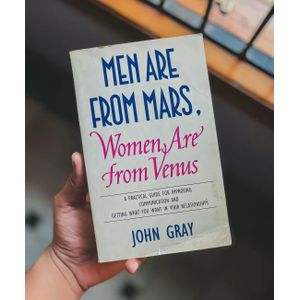 MEN ARE
FROM MARS,
Women Are
from Venus
A PRACTICAL GUIDE FOR IMPROVING
COMMUNICATION AND
GETTING WHAT YOU WANT IN YOUR RELATIONSHIPS
JOHN GRAY